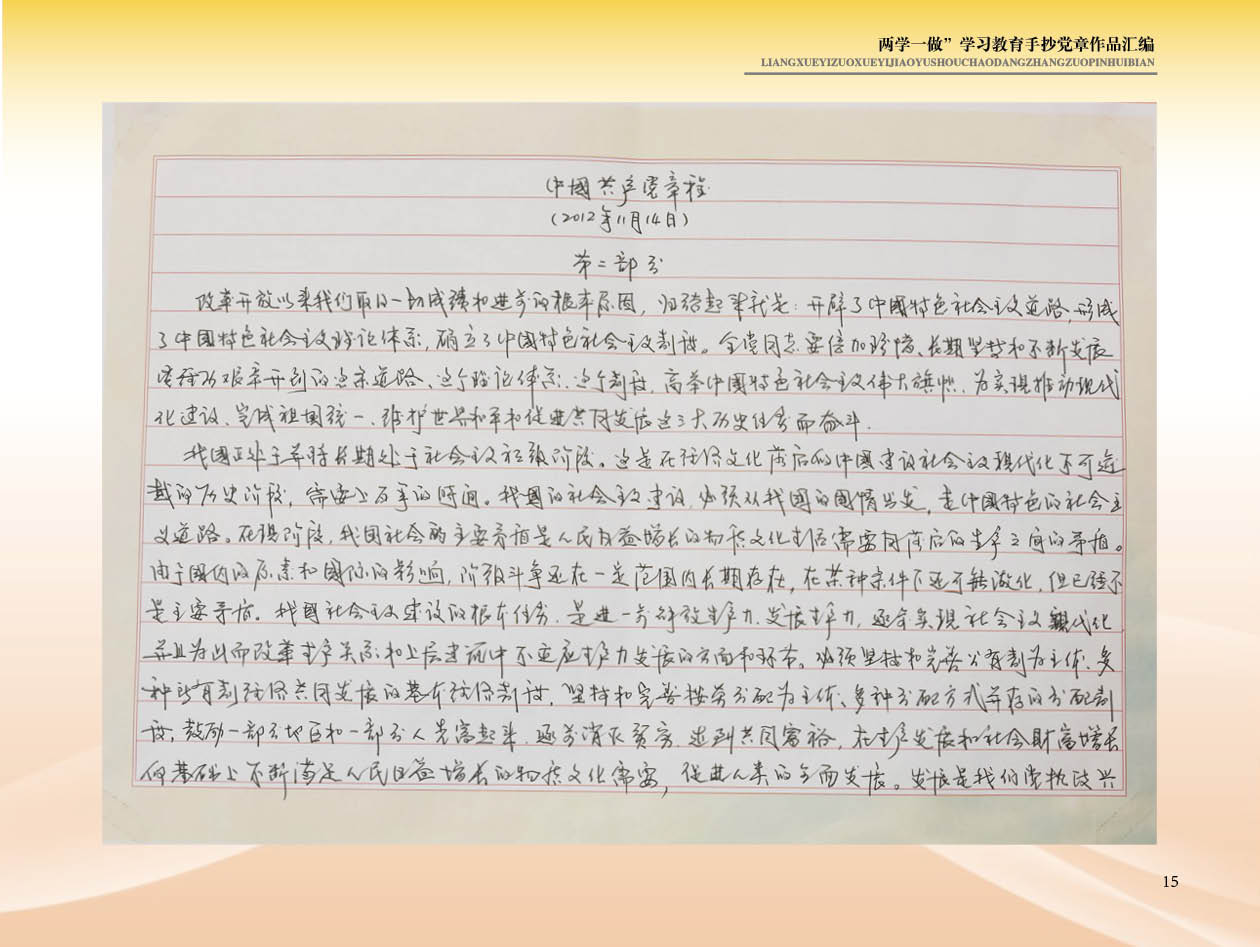 两学一做”学习教育手抄党章作品汇编
LIANGXUEYIZUOXUEYIJIAOYUSHOUCHAODANGZHANGZUOPINHUIBIAN
中國共产党章程
(2012年11月14日)
第二部分
改革开放以来我们取得一切成绩和进步的根本原因，归结起来就是：开辟了中國特色社会主义道路，形成
了中國特色社会主义理论体系，确立了中國特色社会主义制度。全党同志要倍加珍惜、长期坚持和不断发展
党历经艰辛开创的这条道路、这个理论体系、这个制度，高举中國特色社会主义伟大旗帜，为实现推动现代
化建设、完成祖国统一、维护世界和平和促进共同发展这三大历史任务而奋斗.
我國正处于并将长期处于社会主义初级阶段。这是在经济文化落后的中國建设社会主义现代化不可逾
越的历史阶段，需要上百年的时间。我國的社会主义建设，必须从我國的國情出发，走中國特色的社会主
义道路。在现阶段，我国社会的主要矛盾是人民日益增长的物质文化生活需要同落后的生产之间的矛盾。
由于國内的因素和國际的影响，阶级斗争还在一定范围内长期存在，在某种条件下还可能激化，但已经不
是主要矛盾。我國社会主义建设的根本任务，是进一步解放生产力，发展生产力，逐步实现社会主义现代化，
并且为此而改革生产关系和上层建筑中不适应生产力发展的方面和环节。必须坚持和完善公有制为主体、多
种所有制经济共同发展的基本经济制度，坚持和完善按劳分配为主体、多种分配方式并存的分配制
度，鼓励一部分地区和一部分人先富起来，逐步消灭贫穷，达到共同富裕，在生产发展和社会财富增长
的基础上不断满足人民日益增长的物质文化需要，促进人类的全面发展。发展是我们党执政兴
15